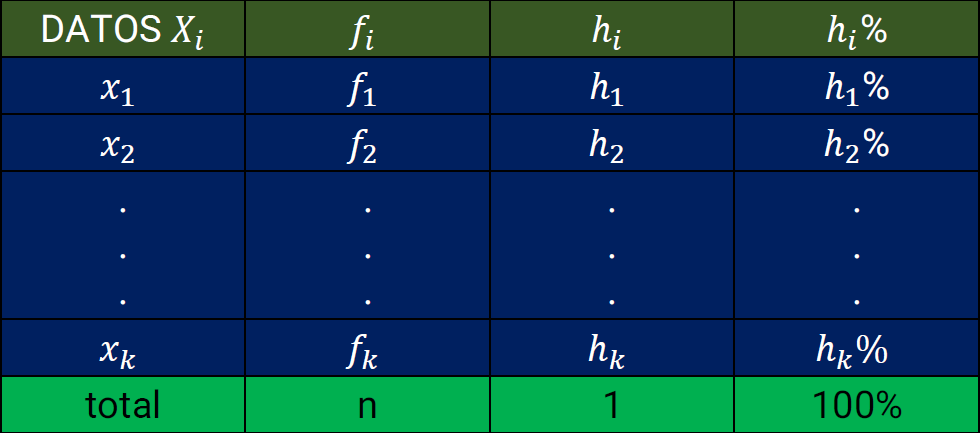 DATOS Xᵢ fᵢ hᵢ hᵢ%
x₁ f₁ h₁ h₁%
x₂ f₂ h₂ h₂%
. . . .
. . . .
. . . .
xₖ fₖ hₖ hₖ%
total n 1 100%